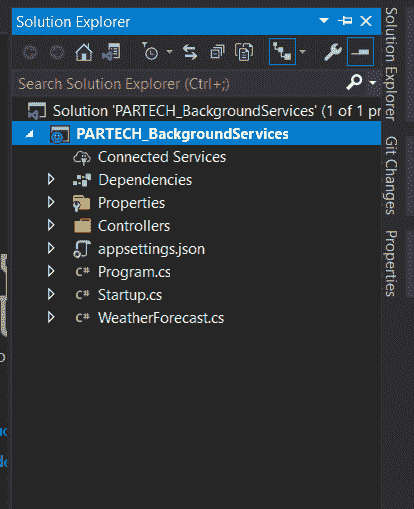 Solution Explorer
Search Solution Explorer (Ctrl+;)
Solution 'PARTECH_BackgroundServices' (1 of 1 pr
PARTECH_BackgroundServices
Connected Services
Dependencies
Properties
Controllers
appsettings.json
C# Program.cs
C# Startup.cs
C# WeatherForecast.cs
Solution Explorer
Git Changes
Properties